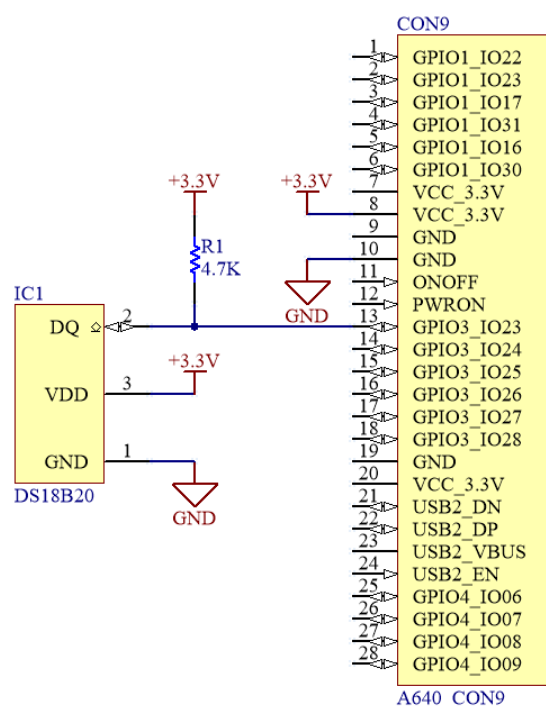 CON9
1 GPIO1_IO22
2 GPIO1_IO23
3 GPIO1_IO17
4 GPIO1_IO31
5 GPIO1_IO16
6 GPIO1_IO30
7 VCC_3.3V
8 VCC_3.3V
9 GND
10 GND
11 ONOFF
12 PWRON
13 GPIO3_IO23
14 GPIO3_IO24
15 GPIO3_IO25
16 GPIO3_IO26
17 GPIO3_IO27
18 GPIO3_IO28
19 GND
20 VCC_3.3V
21 USB2_DN
22 USB2_DP
23 USB2_VBUS
24 USB2_EN
25 GPIO4_IO06
26 GPIO4_IO07
27 GPIO4_IO08
28 GPIO4_IO09
A640_CON9
+3.3V
+3.3V
R1
4.7K
GND
IC1
DQ 2
+3.3V
VDD 3
GND 1
DS18B20
GND